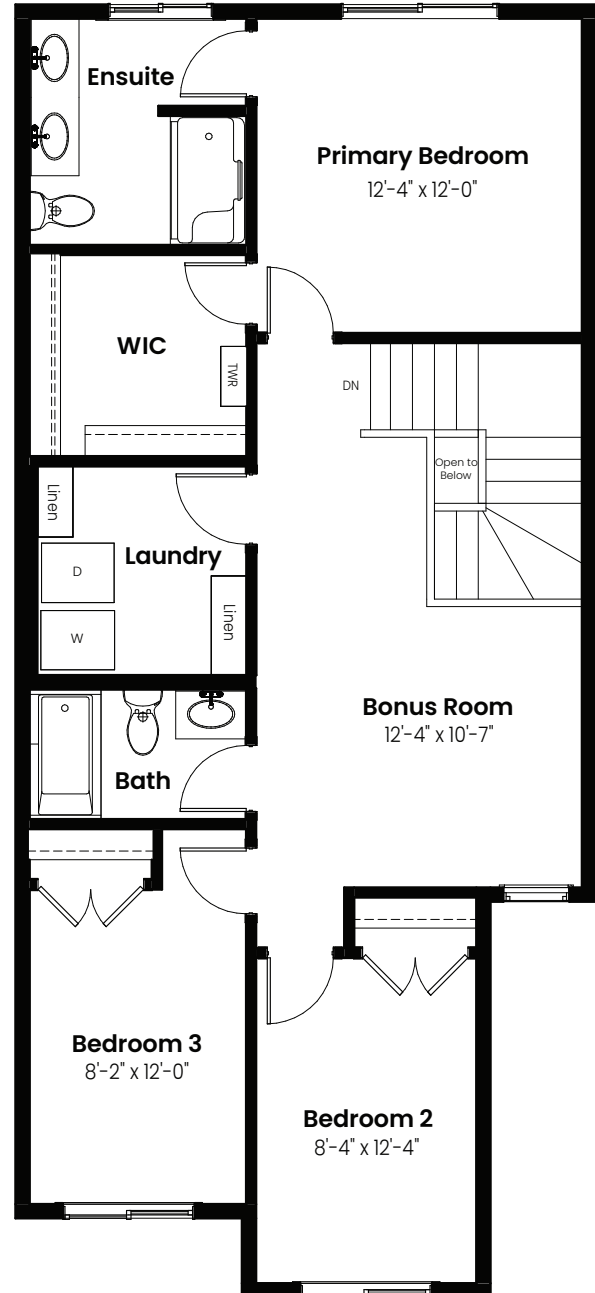 Ensuite
Primary Bedroom
12'-4" x 12'-0"
WIC
TWR
DN
Open to
Below
Linen
Laundry
D
Linen
W
Bonus Room
12'-4" x 10'-7"
Bath
Bedroom 3
8'-2" x 12'-0"
Bedroom 2
8'-4" x 12'-4"